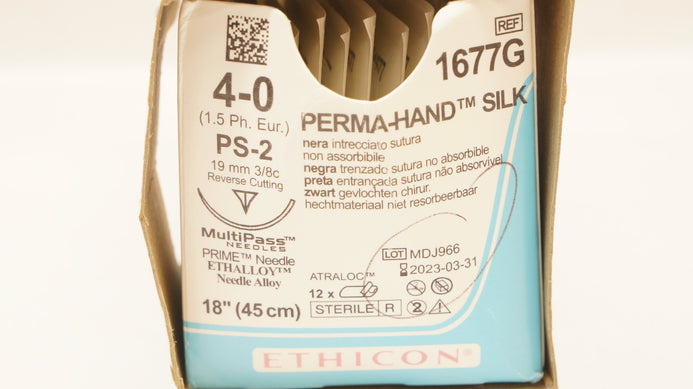 REF
1677G
4-0
(1.5 Ph. Eur.)
PS-2
19 mm 3/8c
Reverse Cutting
MultiPass™
NEEDLES
PRIME™ Needle
ETHALLOY™
Needle Alloy
18" (45 cm)
PERMA-HAND™ SILK
nera intrecciato sutura
non assorbibile
negra trenzado sutura no absorbible
preta entrançada sutura não absorvível
zwart gevlochten chirur.
hechtmateriaal niet resorbeerbaar
LOT MDJ966
2023-03-31
ATRALOC™
12 x
STERILE R
2
ETHICON®